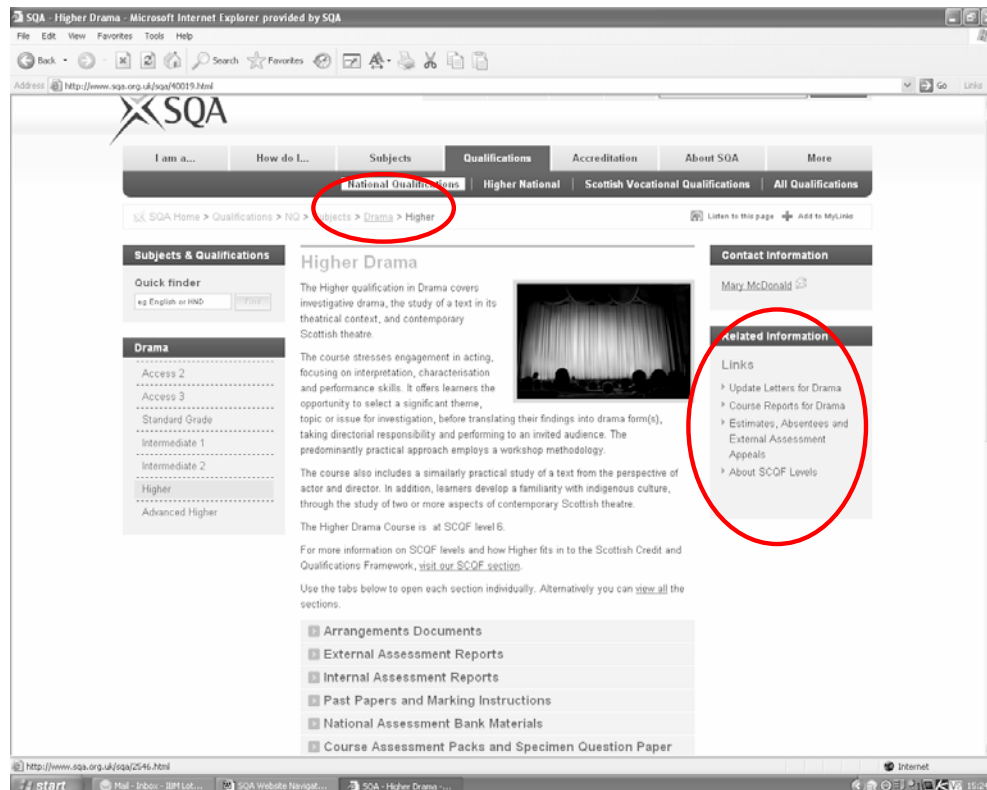 SQA - Higher Drama - Microsoft Internet Explorer provided by SQA
File Edit View Favorites Tools Help
Back Search Favorites
Address http://www.sqa.org.uk/sqa/40019.html Go Links
SQA
I am a... How do I... Subjects Qualifications Accreditation About SQA More
National Qualifications | Higher National | Scottish Vocational Qualifications | All Qualifications
SQA Home > Qualifications > NQ > Subjects > Drama > Higher
Listen to this page Add to MyLinks
Subjects & Qualifications
Quick finder
eg English or HND Find
Drama
Access 2
Access 3
Standard Grade
Intermediate 1
Intermediate 2
Higher
Advanced Higher
Higher Drama
The Higher qualification in Drama covers
investigative drama, the study of a text in its
theatrical context, and contemporary
Scottish theatre.
The course stresses engagement in acting,
focusing on interpretation, characterisation
and performance skills. It offers learners the
opportunity to select a significant theme,
topic or issue for investigation, before translating their findings into drama form(s),
taking directorial responsibility and performing to an invited audience. The
predominantly practical approach employs a workshop methodology.
The course also includes a simailarly practical study of a text from the perspective of
actor and director. In addition, learners develop a familiarity with indigenous culture,
through the study of two or more aspects of contemporary Scottish theatre.
The Higher Drama Course is at SCQF level 6.
For more information on SCQF levels and how Higher fits in to the Scottish Credit and
Qualifications Framework, visit our SCQF section.
Use the tabs below to open each section individually. Alternatively you can view all the
sections.
Arrangements Documents
External Assessment Reports
Internal Assessment Reports
Past Papers and Marking Instructions
National Assessment Bank Materials
Course Assessment Packs and Specimen Question Paper
Contact Information
Mary McDonald
Related Information
Links
Update Letters for Drama
Course Reports for Drama
Estimates, Absentees and
External Assessment
Appeals
About SCQF Levels
http://www.sqa.org.uk/sqa/2546.html Internet
start Mail - Inbox - IBM Lot... SQA Website Navigat... SQA - Higher Drama -...